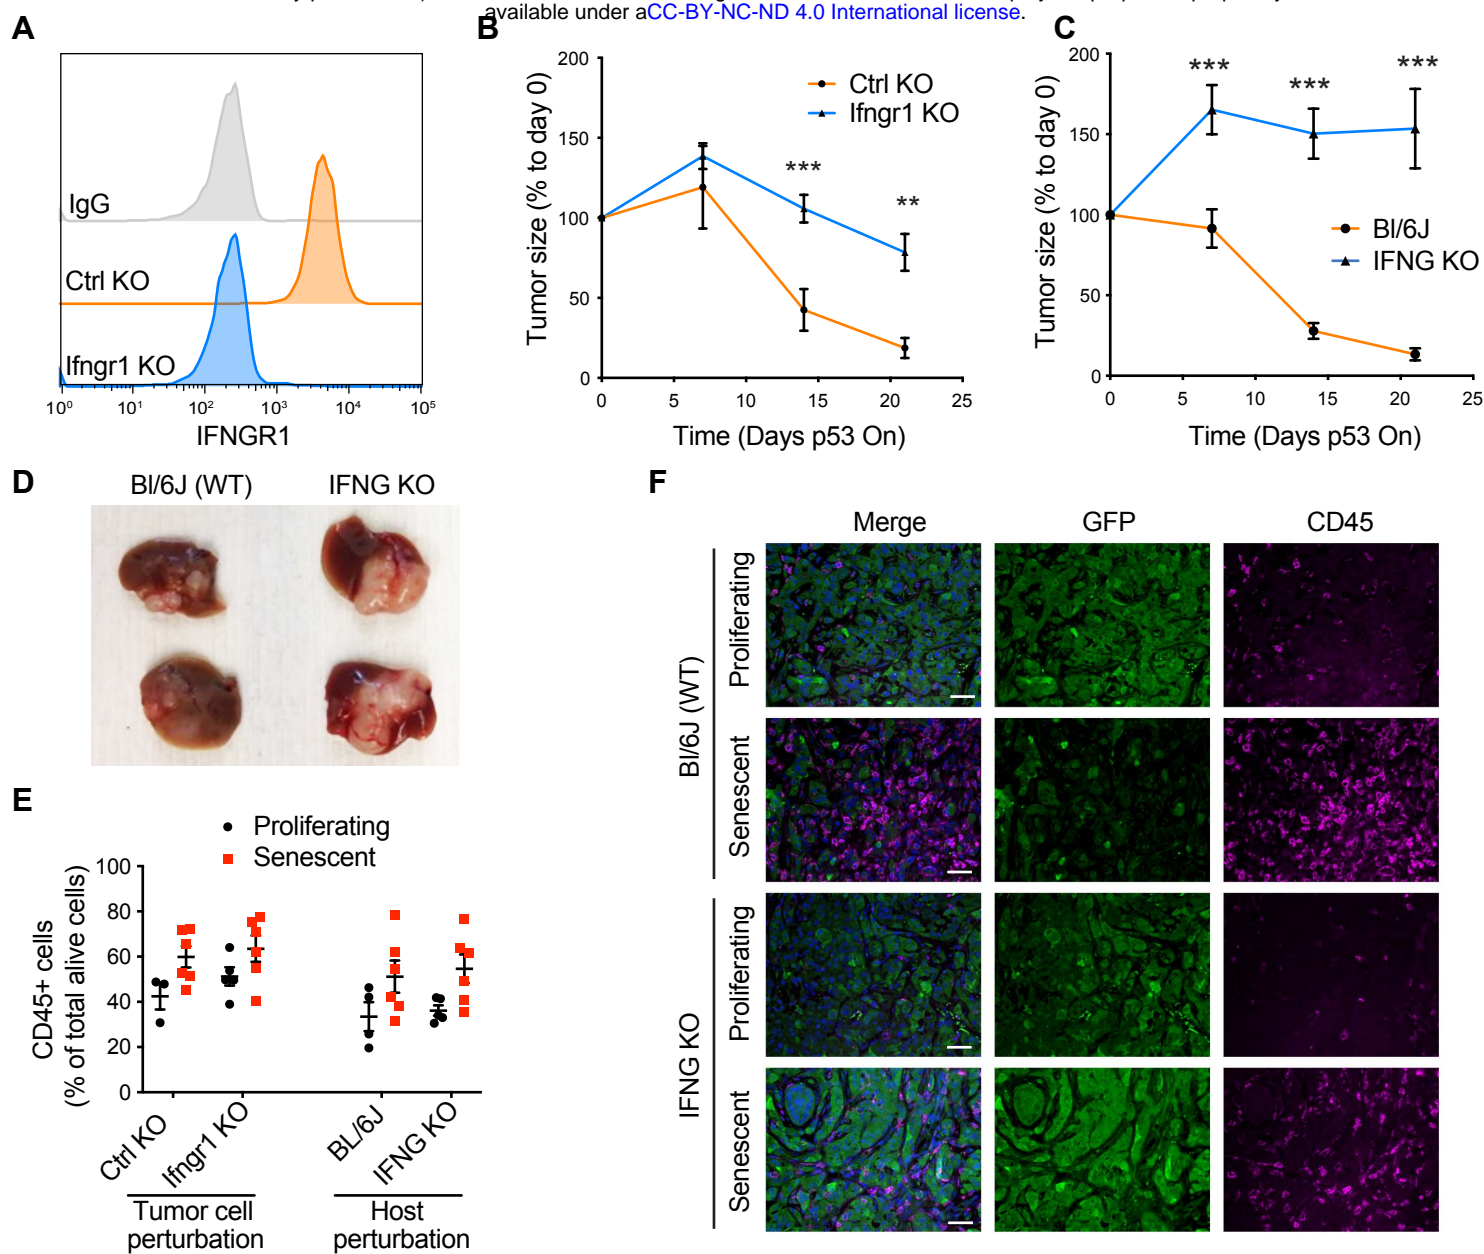 available under aCC-BY-NC-ND 4.0 International license.
A
IgG
Ctrl KO
Ifngr1 KO
10⁰ 10¹ 10² 10³ 10⁴ 10⁵
IFNGR1
B
Tumor size (% to day 0)
200
150
100
50
0
Ctrl KO
Ifngr1 KO
***
**
0 5 10 15 20 25
Time (Days p53 On)
C
Tumor size (% to day 0)
200
150
100
50
0
***
***
***
Bl/6J
IFNG KO
0 5 10 15 20 25
Time (Days p53 On)
D
Bl/6J (WT) IFNG KO
E
Proliferating
Senescent
CD45+ cells
(% of total alive cells)
100
80
60
40
20
0
Ctrl KO
Ifngr1 KO
BL/6J
IFNG KO
Tumor cell
perturbation
Host
perturbation
F
Merge GFP CD45
Bl/6J (WT)
Proliferating
Senescent
IFNG KO
Proliferating
Senescent